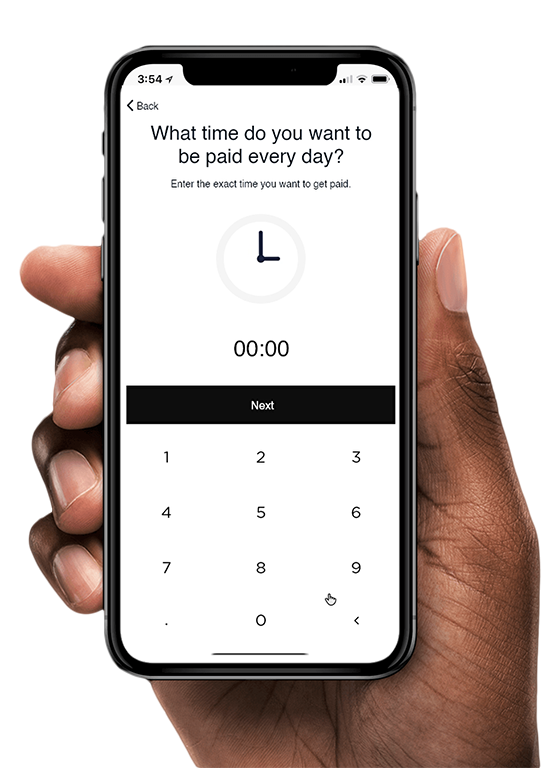 3:54
Back
What time do you want to
be paid every day?
Enter the exact time you want to get paid.
00:00
Next
1 2 3
4 5 6
7 8 9
. 0 <